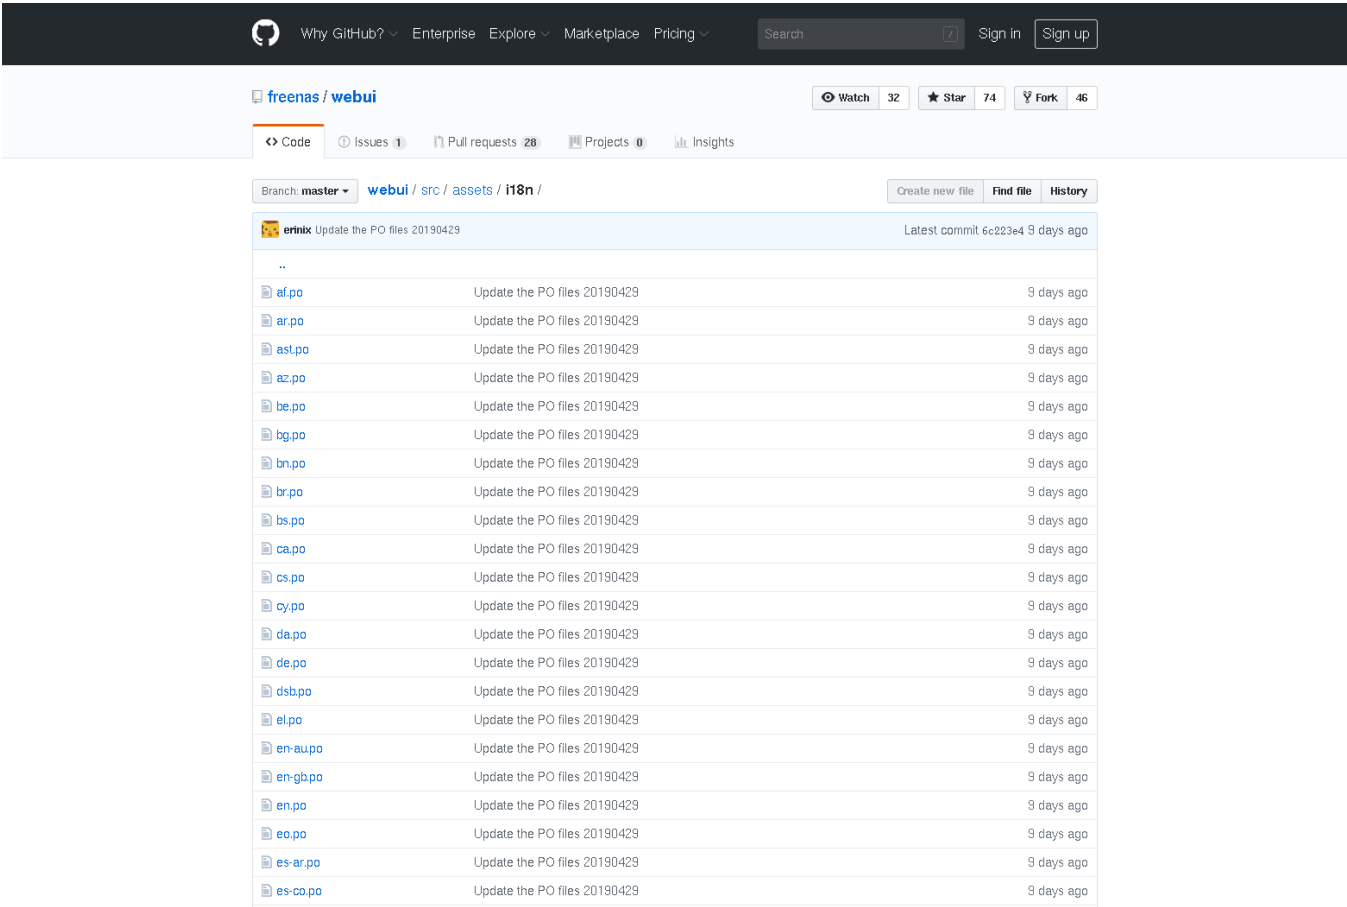 Why GitHub? Enterprise Explore Marketplace Pricing Search / Sign in Sign up
freenas / webui Watch 32 Star 74 Fork 46
Code Issues 1 Pull requests 28 Projects 0 Insights
Branch: master webui / src / assets / i18n / Create new file Find file History
erinix Update the PO files 20190429 Latest commit 6c223e4 9 days ago
..
af.po Update the PO files 20190429 9 days ago
ar.po Update the PO files 20190429 9 days ago
ast.po Update the PO files 20190429 9 days ago
az.po Update the PO files 20190429 9 days ago
be.po Update the PO files 20190429 9 days ago
bg.po Update the PO files 20190429 9 days ago
bn.po Update the PO files 20190429 9 days ago
br.po Update the PO files 20190429 9 days ago
bs.po Update the PO files 20190429 9 days ago
ca.po Update the PO files 20190429 9 days ago
cs.po Update the PO files 20190429 9 days ago
cy.po Update the PO files 20190429 9 days ago
da.po Update the PO files 20190429 9 days ago
de.po Update the PO files 20190429 9 days ago
dsb.po Update the PO files 20190429 9 days ago
el.po Update the PO files 20190429 9 days ago
en-au.po Update the PO files 20190429 9 days ago
en-gb.po Update the PO files 20190429 9 days ago
en.po Update the PO files 20190429 9 days ago
eo.po Update the PO files 20190429 9 days ago
es-ar.po Update the PO files 20190429 9 days ago
es-co.po Update the PO files 20190429 9 days ago